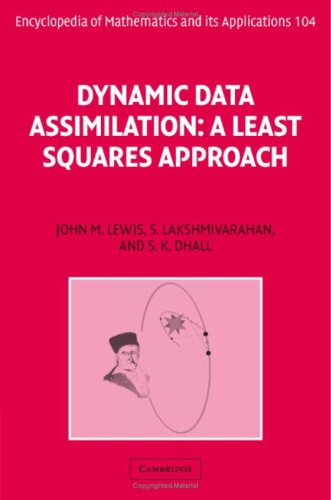 Encyclopedia of Mathematics and its Applications 104
DYNAMIC DATA
ASSIMILATION: A LEAST
SQUARES APPROACH
JOHN M. LEWIS, S. LAKSHMIVARAHAN,
AND S. K. DHALL
CAMBRIDGE